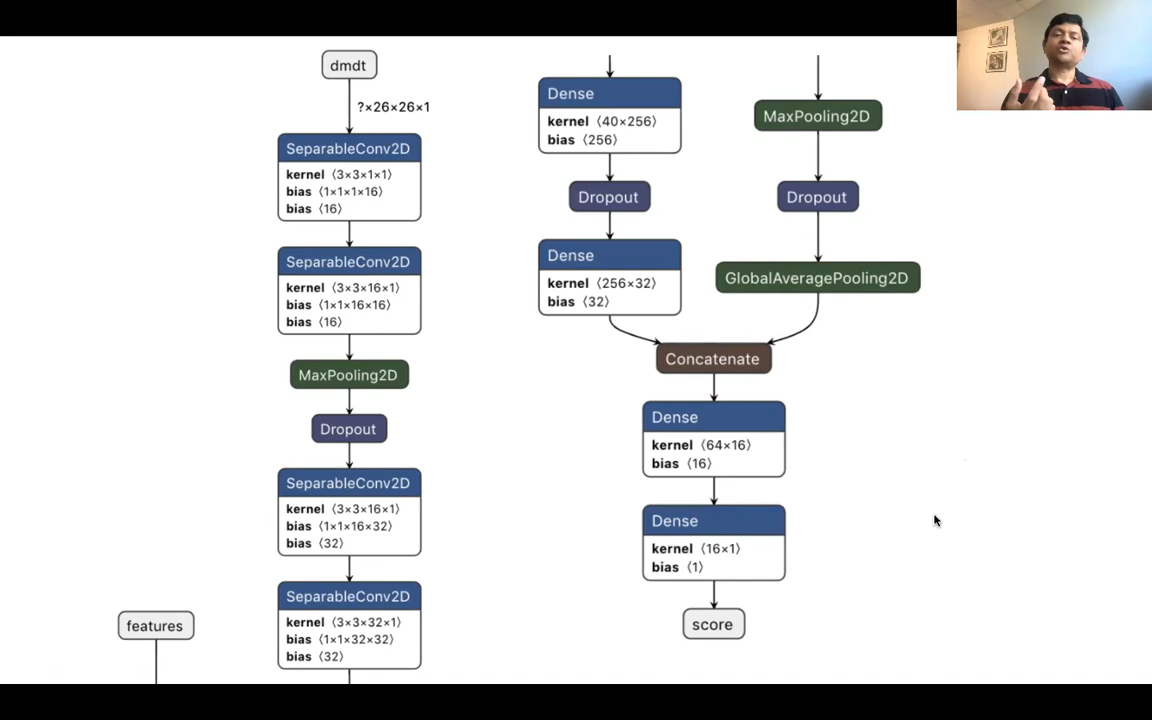 dmdt
?×26×26×1
SeparableConv2D
kernel ⟨3×3×1×1⟩
bias ⟨1×1×1×16⟩
bias ⟨16⟩
SeparableConv2D
kernel ⟨3×3×16×1⟩
bias ⟨1×1×16×16⟩
bias ⟨16⟩
MaxPooling2D
Dropout
SeparableConv2D
kernel ⟨3×3×16×1⟩
bias ⟨1×1×16×32⟩
bias ⟨32⟩
SeparableConv2D
kernel ⟨3×3×32×1⟩
bias ⟨1×1×32×32⟩
bias ⟨32⟩
features
Dense
kernel ⟨40×256⟩
bias ⟨256⟩
Dropout
Dense
kernel ⟨256×32⟩
bias ⟨32⟩
MaxPooling2D
Dropout
GlobalAveragePooling2D
Concatenate
Dense
kernel ⟨64×16⟩
bias ⟨16⟩
Dense
kernel ⟨16×1⟩
bias ⟨1⟩
score